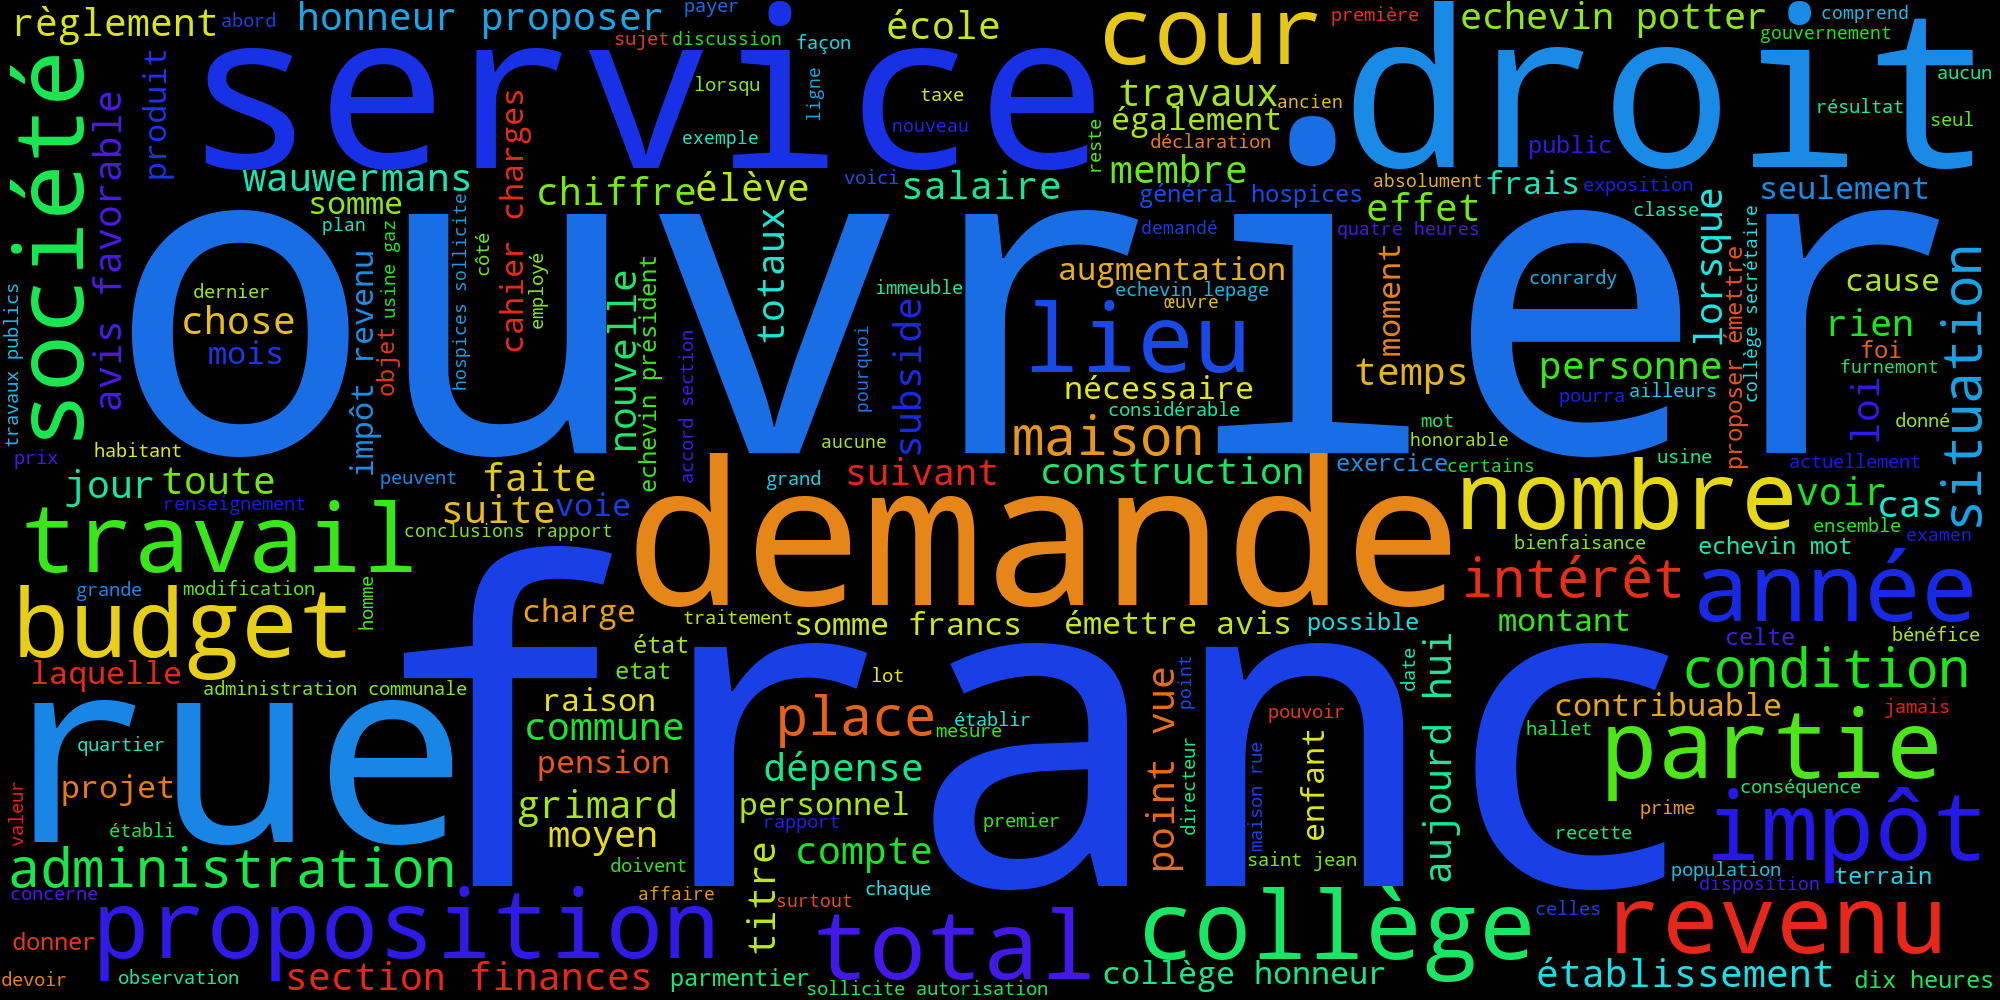 règlement
abord
honneur proposer
payer
sujet
discussion
façon
école
cour
première
echevin potter
comprend
gouvernement
aucun
société
service
droit
avis favorable
produit
cahier charges
lorsqu
taxe
ligne
exemple
nouveau
reste
travaux
également
ancien
déclaration
membre
public
résultat
seul
wauwermans
somme
plan
hospices sollicite
chiffre
élève
voici
salaire
général hospices
absolument
frais
exposition
seulement
effet
classe
demandé
quatre heures
ouvrier
dernier
chose
mois
impôt revenu
usine gaz
objet
côté
employé
nouvelle
echevin président
totaux
accord section
pourquoi
immeuble
subside
augmentation
echevin lepage
œuvre
lieu
moment
nécessaire
considérable
temps
conrardy
personne
pourra
ailleurs
lorsque
proposer émettre
collège secrétaire
cause
rien
foi
furnemont
loi
donné
situation
travaux publics
prix
habitant
jour
toute
renseignement
peuvent
faite
suite
voie
conclusions rapport
aucune
grand
suivant
maison
construction
mot
honorable
exercice
certains
usine
actuellement
travail
demande
nombre
voir
cas
ensemble
examen
bienfaisance
echevin mot
grande
modification
homme
budget
charge
traitement
somme francs
émettre avis
possible
intérêt
année
montant
celte
bénéfice
laquelle
administration communale
état
etat
lot
date
aujourd hui
condition
rue
franc
raison
commune
place
établir
mesure
point vue
point
pouvoir
contribuable
jamais
hallet
partie
quartier
projet
valeur
établi
pension
dépense
grimard
personnel
rapport
premier
directeur
maison rue
enfant
conséquence
prime
recette
impôt
moyen
administration
doivent
titre
compte
saint jean
population
disposition
terrain
concerne
affaire
surtout
chaque
proposition
total
collège
celles
revenu
donner
devoir
observation
section finances
parmentier
sollicite autorisation
collège honneur
établissement
dix heures